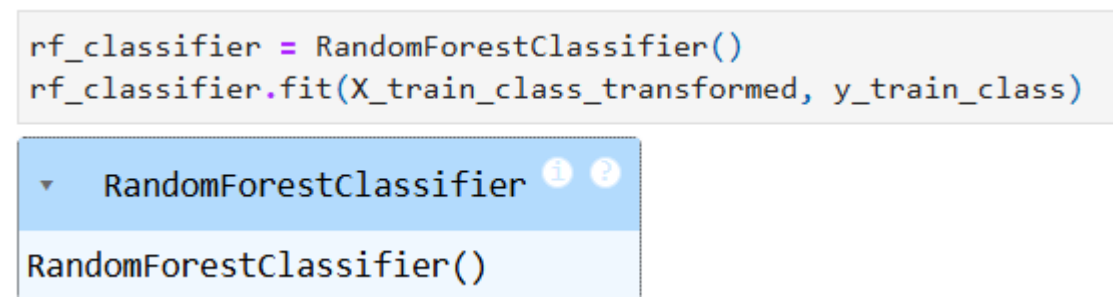 rf_classifier = RandomForestClassifier()
rf_classifier.fit(X_train_class_transformed, y_train_class)
RandomForestClassifier i ?
RandomForestClassifier()